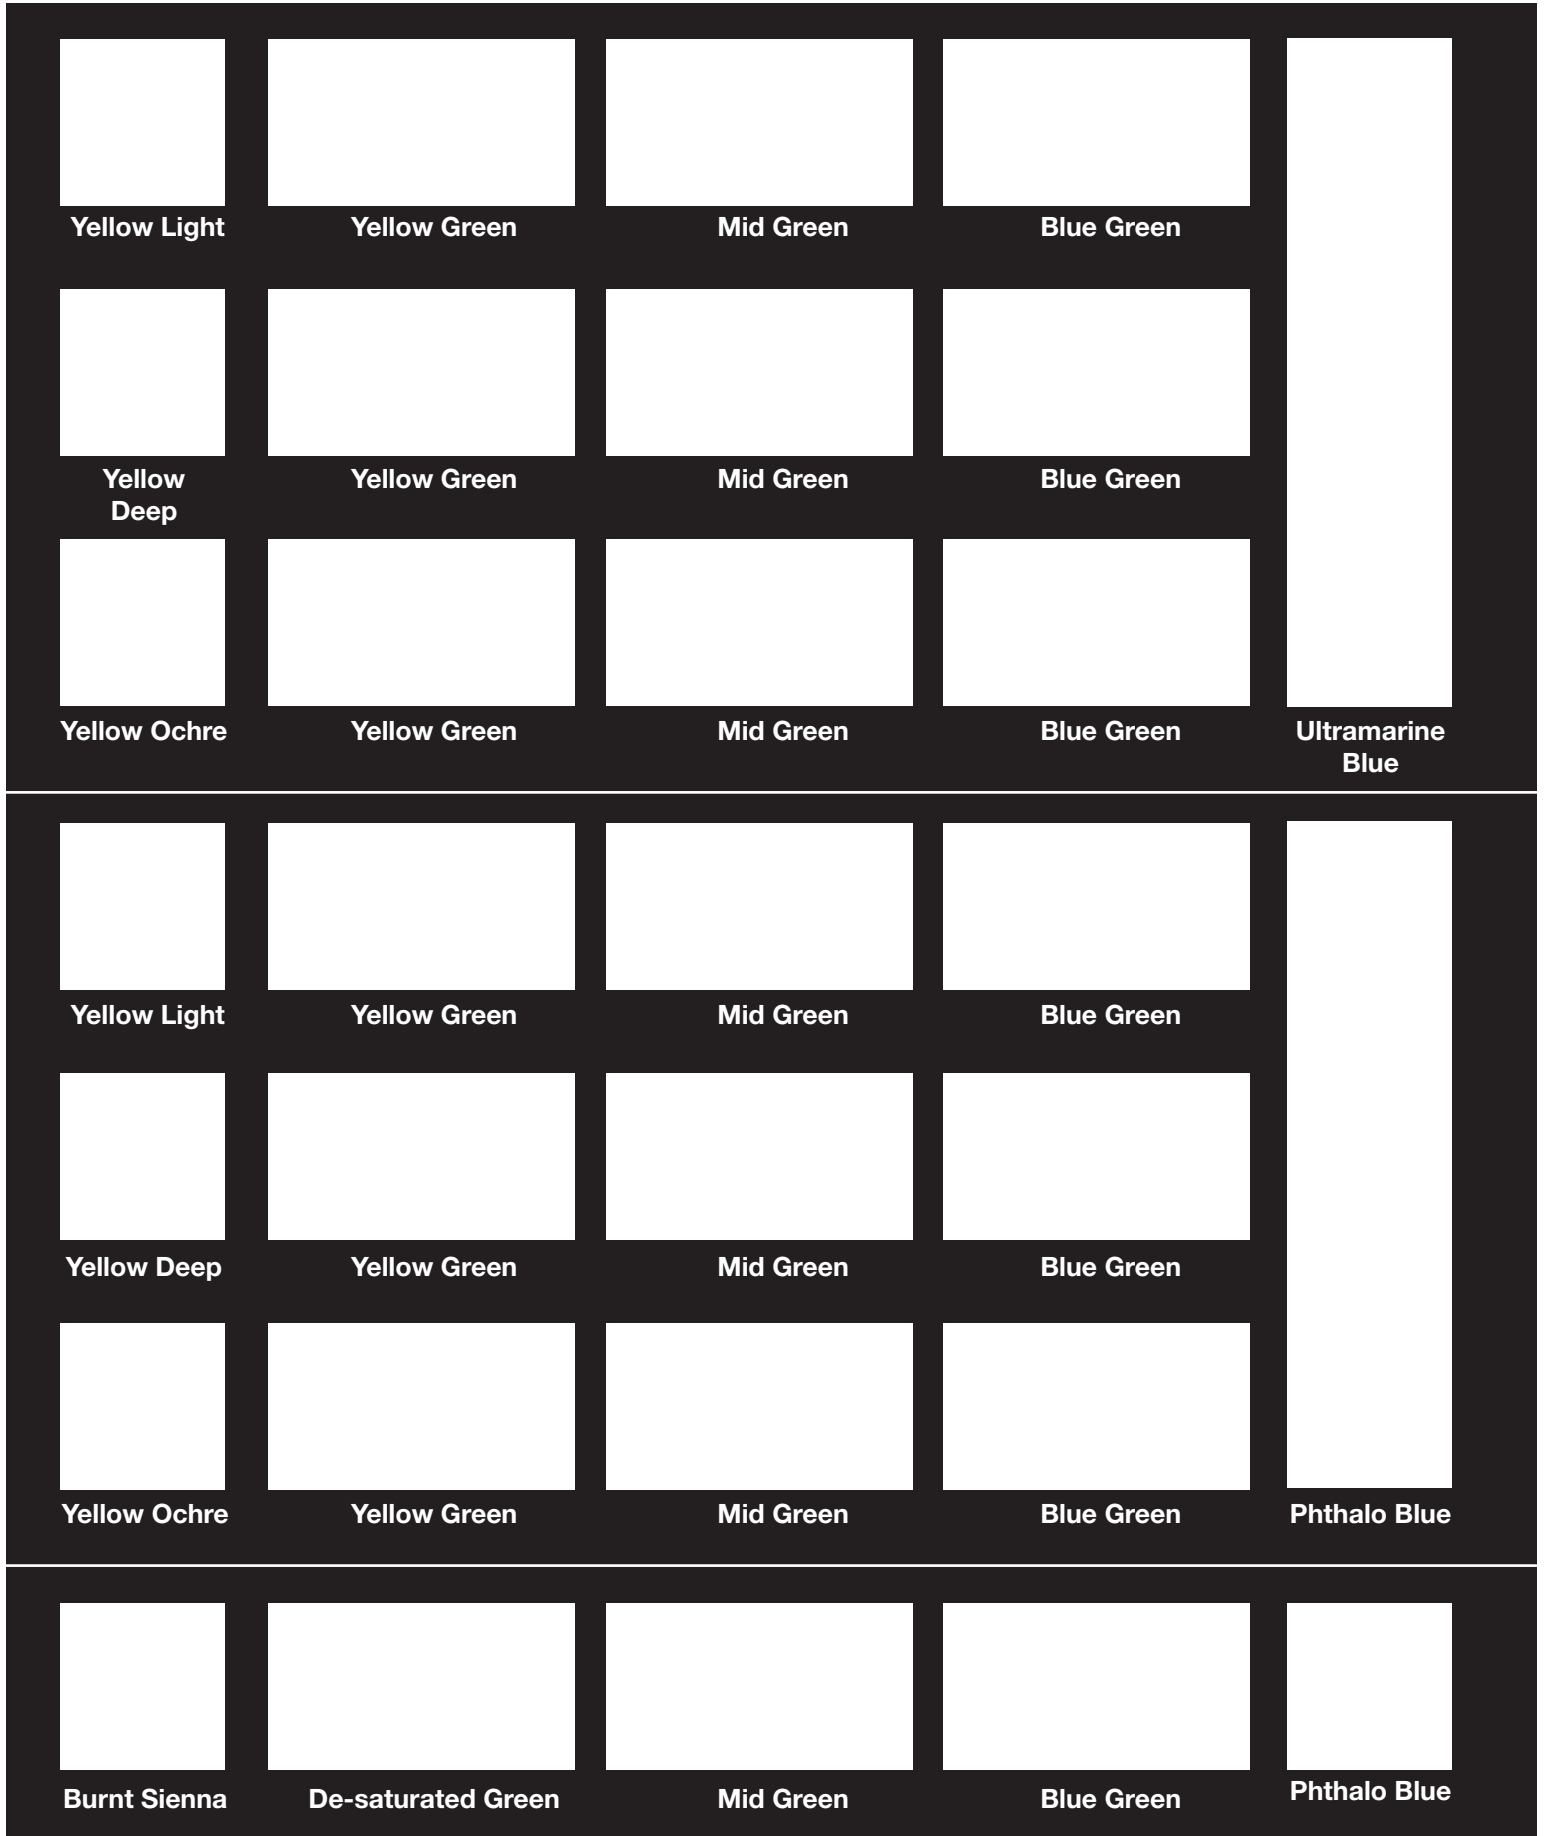 Yellow Light Yellow Green Mid Green Blue Green
Yellow Yellow Green Mid Green Blue Green
Deep
Yellow Ochre Yellow Green Mid Green Blue Green Ultramarine
Blue
Yellow Light Yellow Green Mid Green Blue Green
Yellow Deep Yellow Green Mid Green Blue Green
Yellow Ochre Yellow Green Mid Green Blue Green Phthalo Blue
Burnt Sienna De-saturated Green Mid Green Blue Green Phthalo Blue